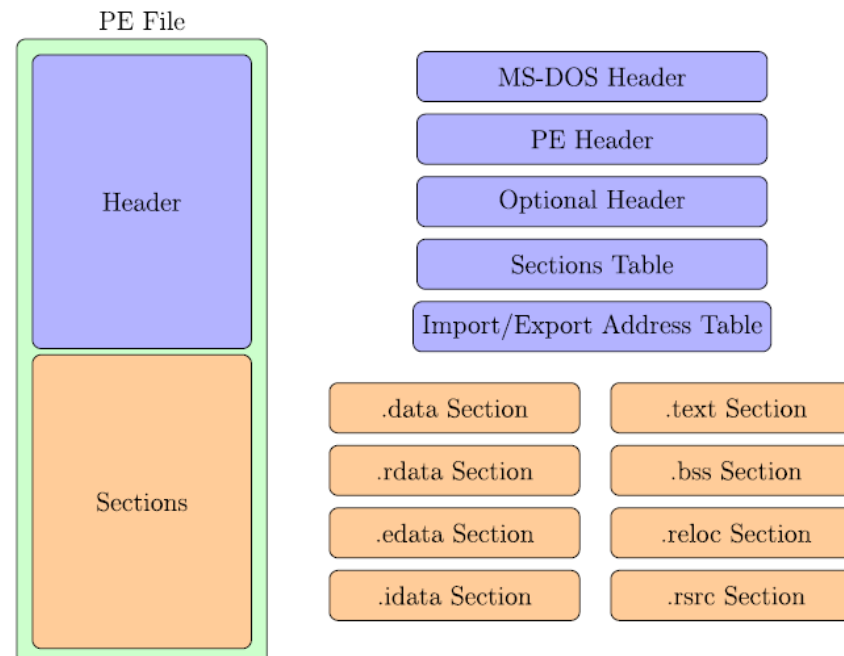 PE File
Header
Sections
MS-DOS Header
PE Header
Optional Header
Sections Table
Import/Export Address Table
.data Section
.text Section
.rdata Section
.bss Section
.edata Section
.reloc Section
.idata Section
.rsrc Section